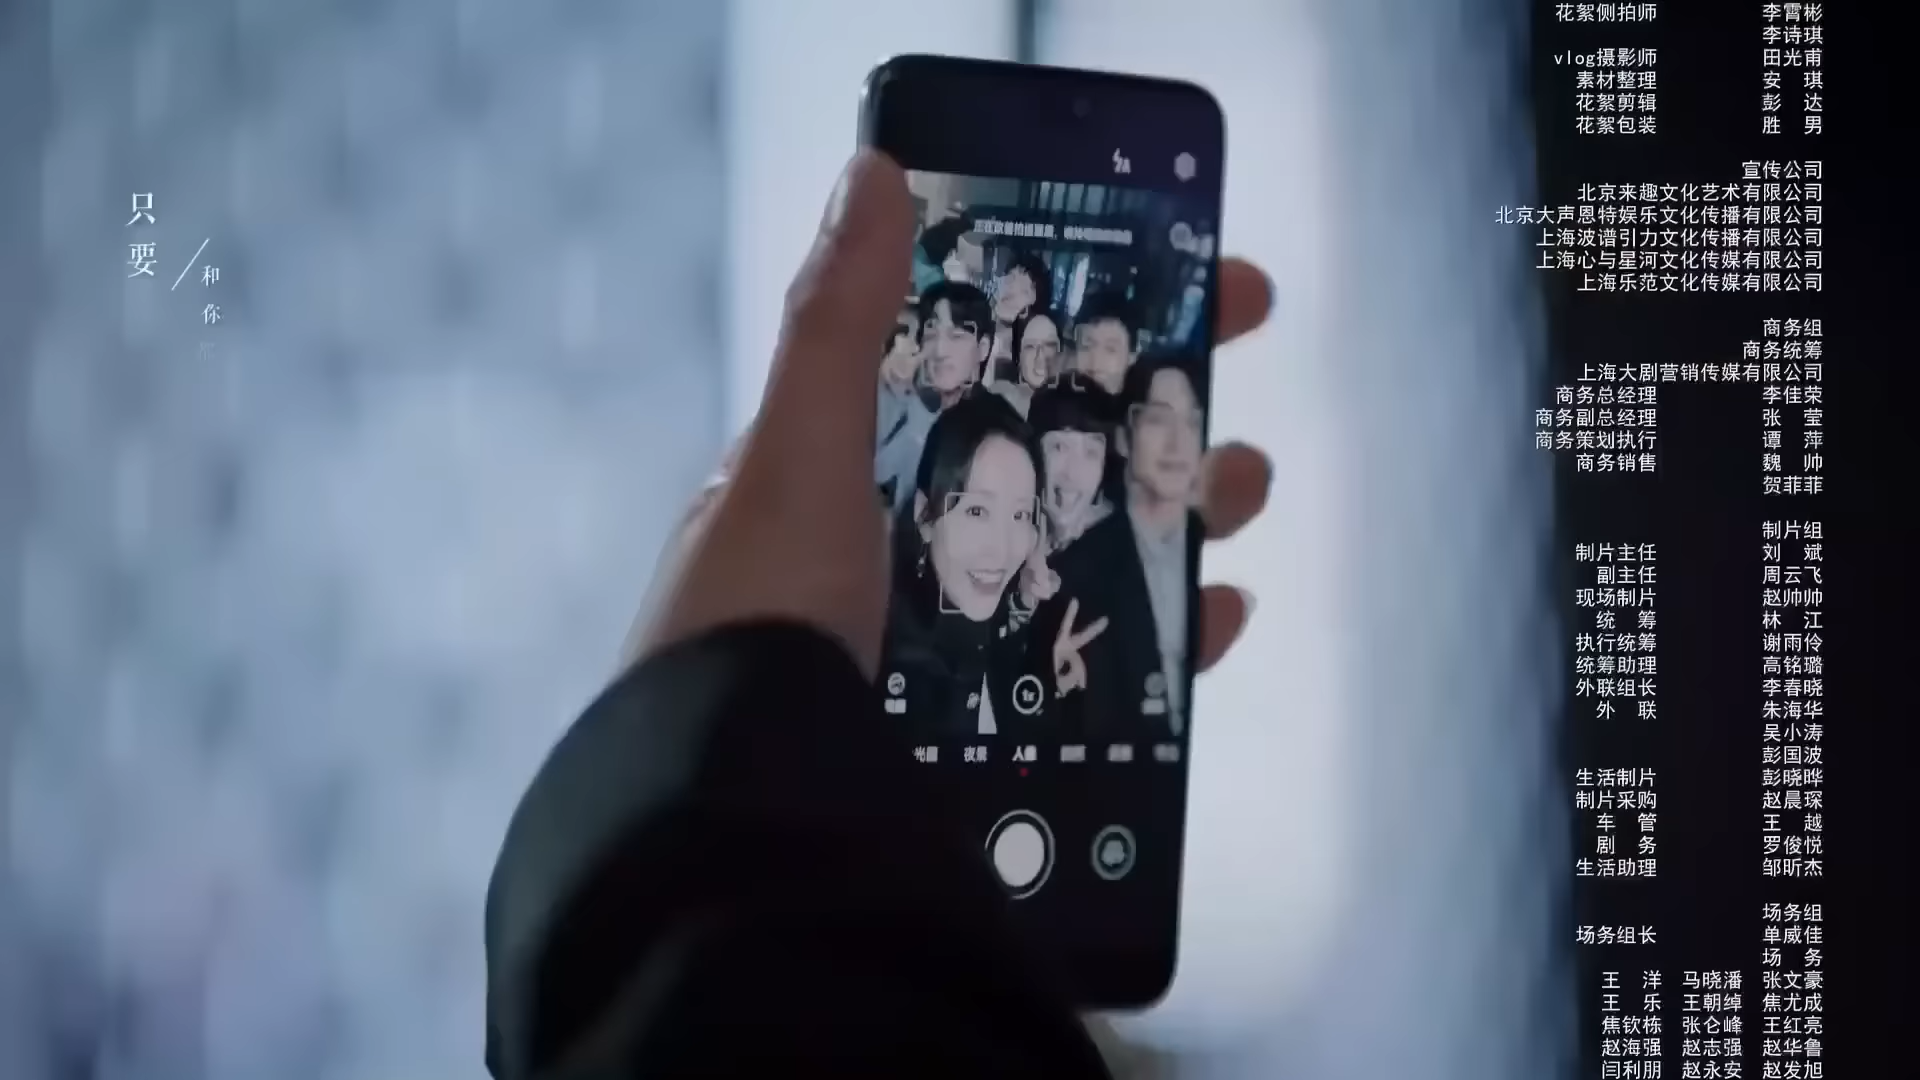 只要
和你
正在
光圈
夜景
人像
1x
花絮侧拍师 李霄彬
李诗琪
vlog摄影师 田光甫
素材整理 安 琪
花絮剪辑 彭 达
花絮包装 胜 男
宣传公司
北京来趣文化艺术有限公司
北京大声恩特娱乐文化传播有限公司
上海波谱引力文化传播有限公司
上海心与星河文化传媒有限公司
上海乐范文化传媒有限公司
商务组
商务统筹
上海大剧营销传媒有限公司
商务总经理 李佳荣
商务副总经理 张 莹
商务策划执行 谭 萍
商务销售 魏 帅
贺菲菲
制片组
制片主任 刘 斌
副主任 周云飞
现场制片 赵帅帅
统 筹 林 江
执行统筹 谢雨伶
统筹助理 高铭璐
外联组长 李春晓
外 联 朱海华
吴小涛
彭国波
生活制片 彭晓晔
制片采购 赵晨琛
车 管 王 越
剧 务 罗俊悦
生活助理 邹昕杰
场务组
场务组长 单威佳
场 务
王 洋 马晓潘 张文豪
王 乐 王朝绰 焦尤成
焦钦栋 张仑峰 王红亮
赵海强 赵志强 赵华鲁
闫利朋 赵永安 赵发旭